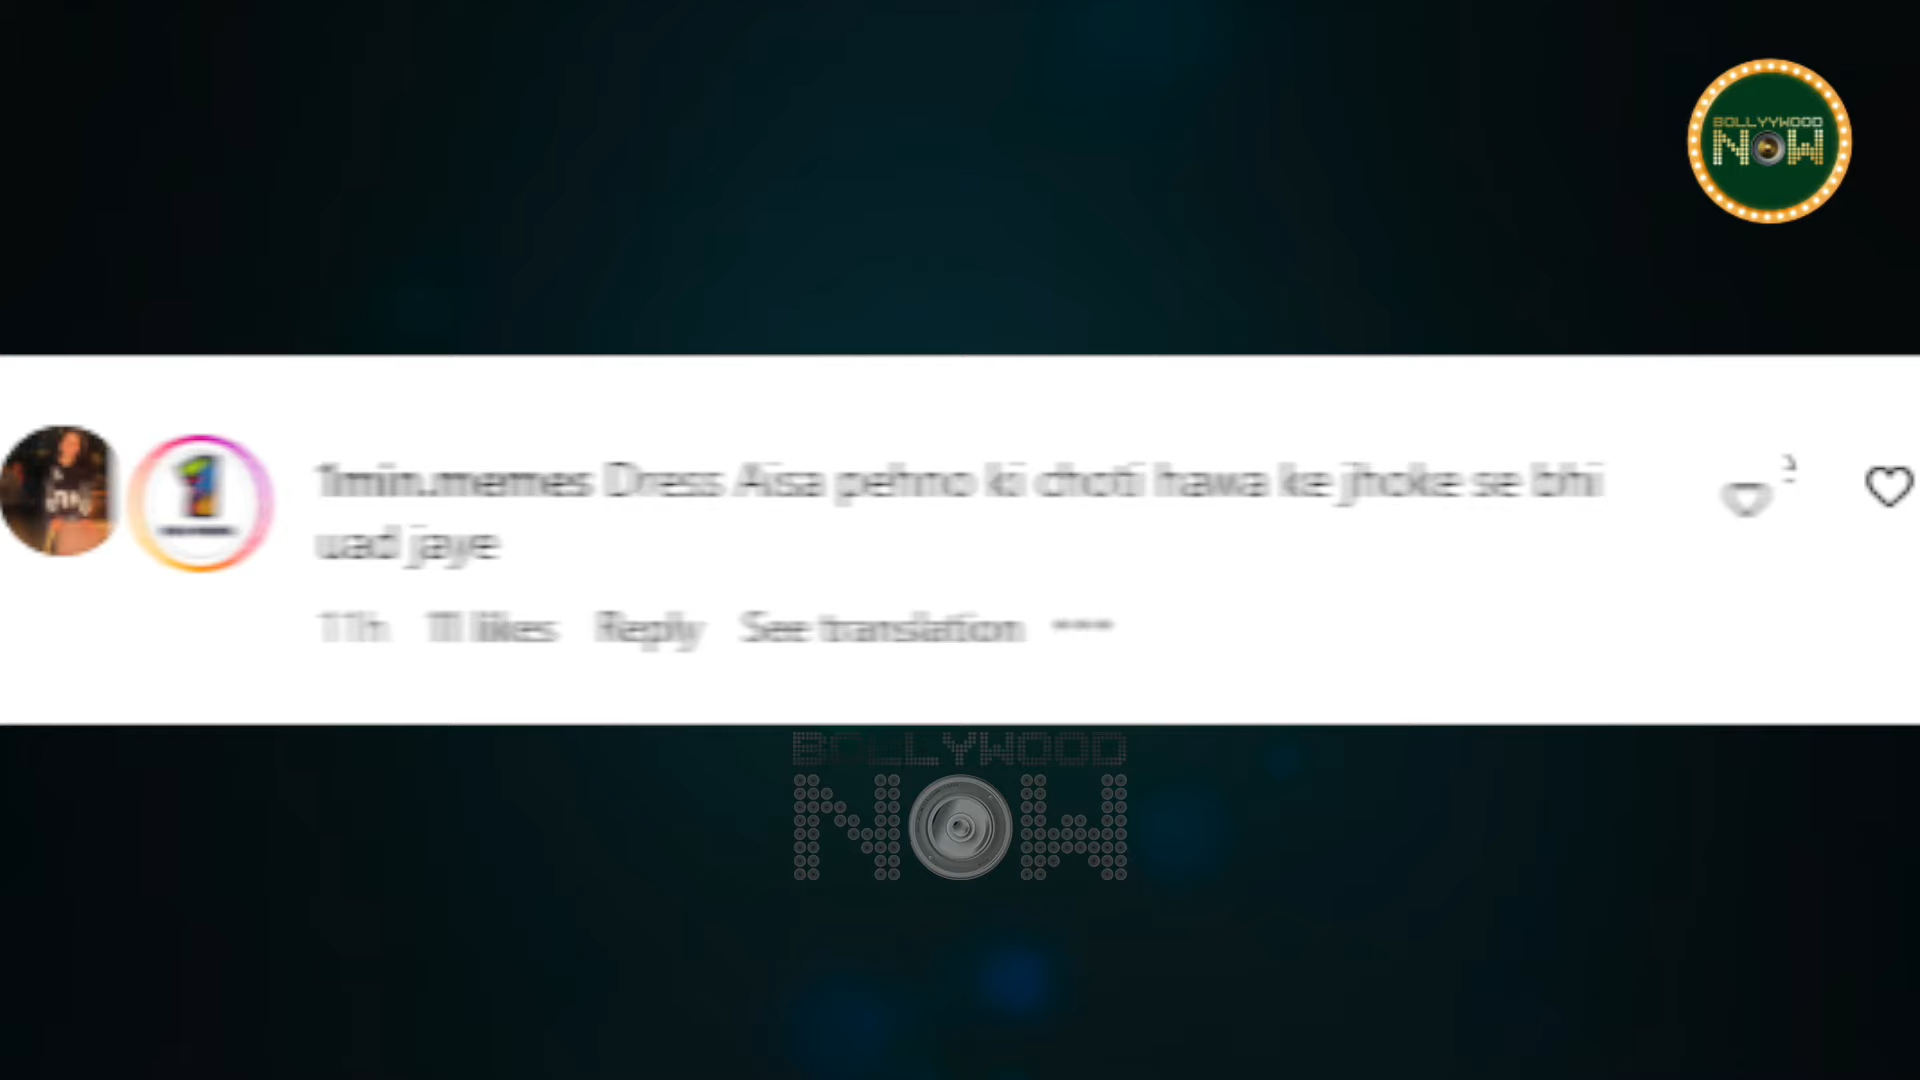 BOLLYYWOOD
NOW
1min.memes Dress Aisa pehno ki choti hawa ke jhoke se bhi
uad jaye
11h 11 likes Reply See translation •••
BOLLYWOOD
NOW